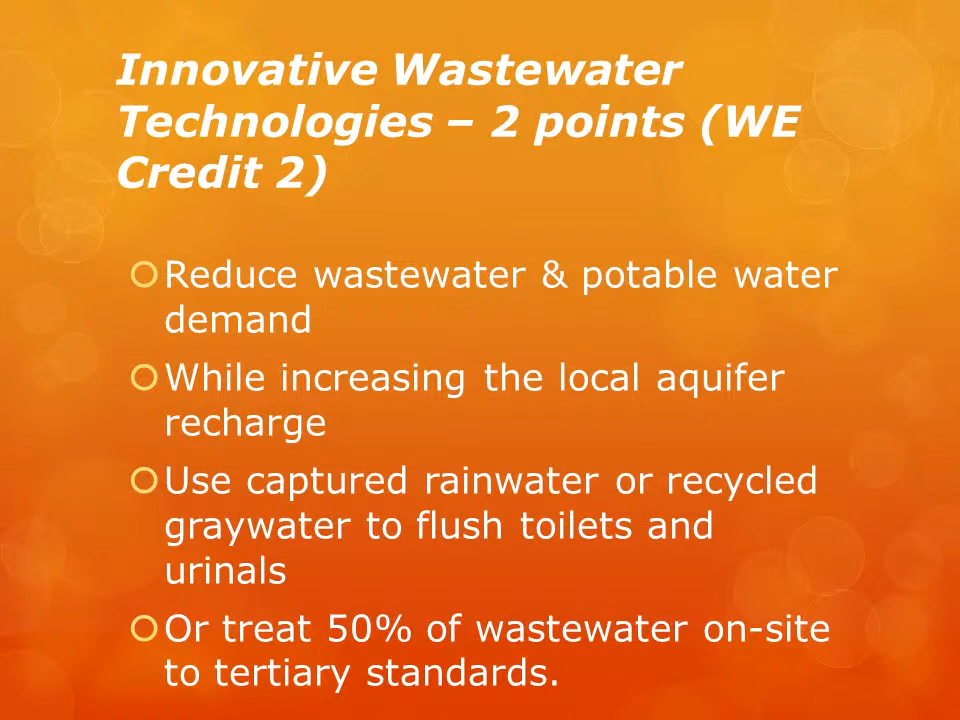 Innovative Wastewater
Technologies – 2 points (WE
Credit 2)
Reduce wastewater & potable water
demand
While increasing the local aquifer
recharge
Use captured rainwater or recycled
graywater to flush toilets and
urinals
Or treat 50% of wastewater on-site
to tertiary standards.